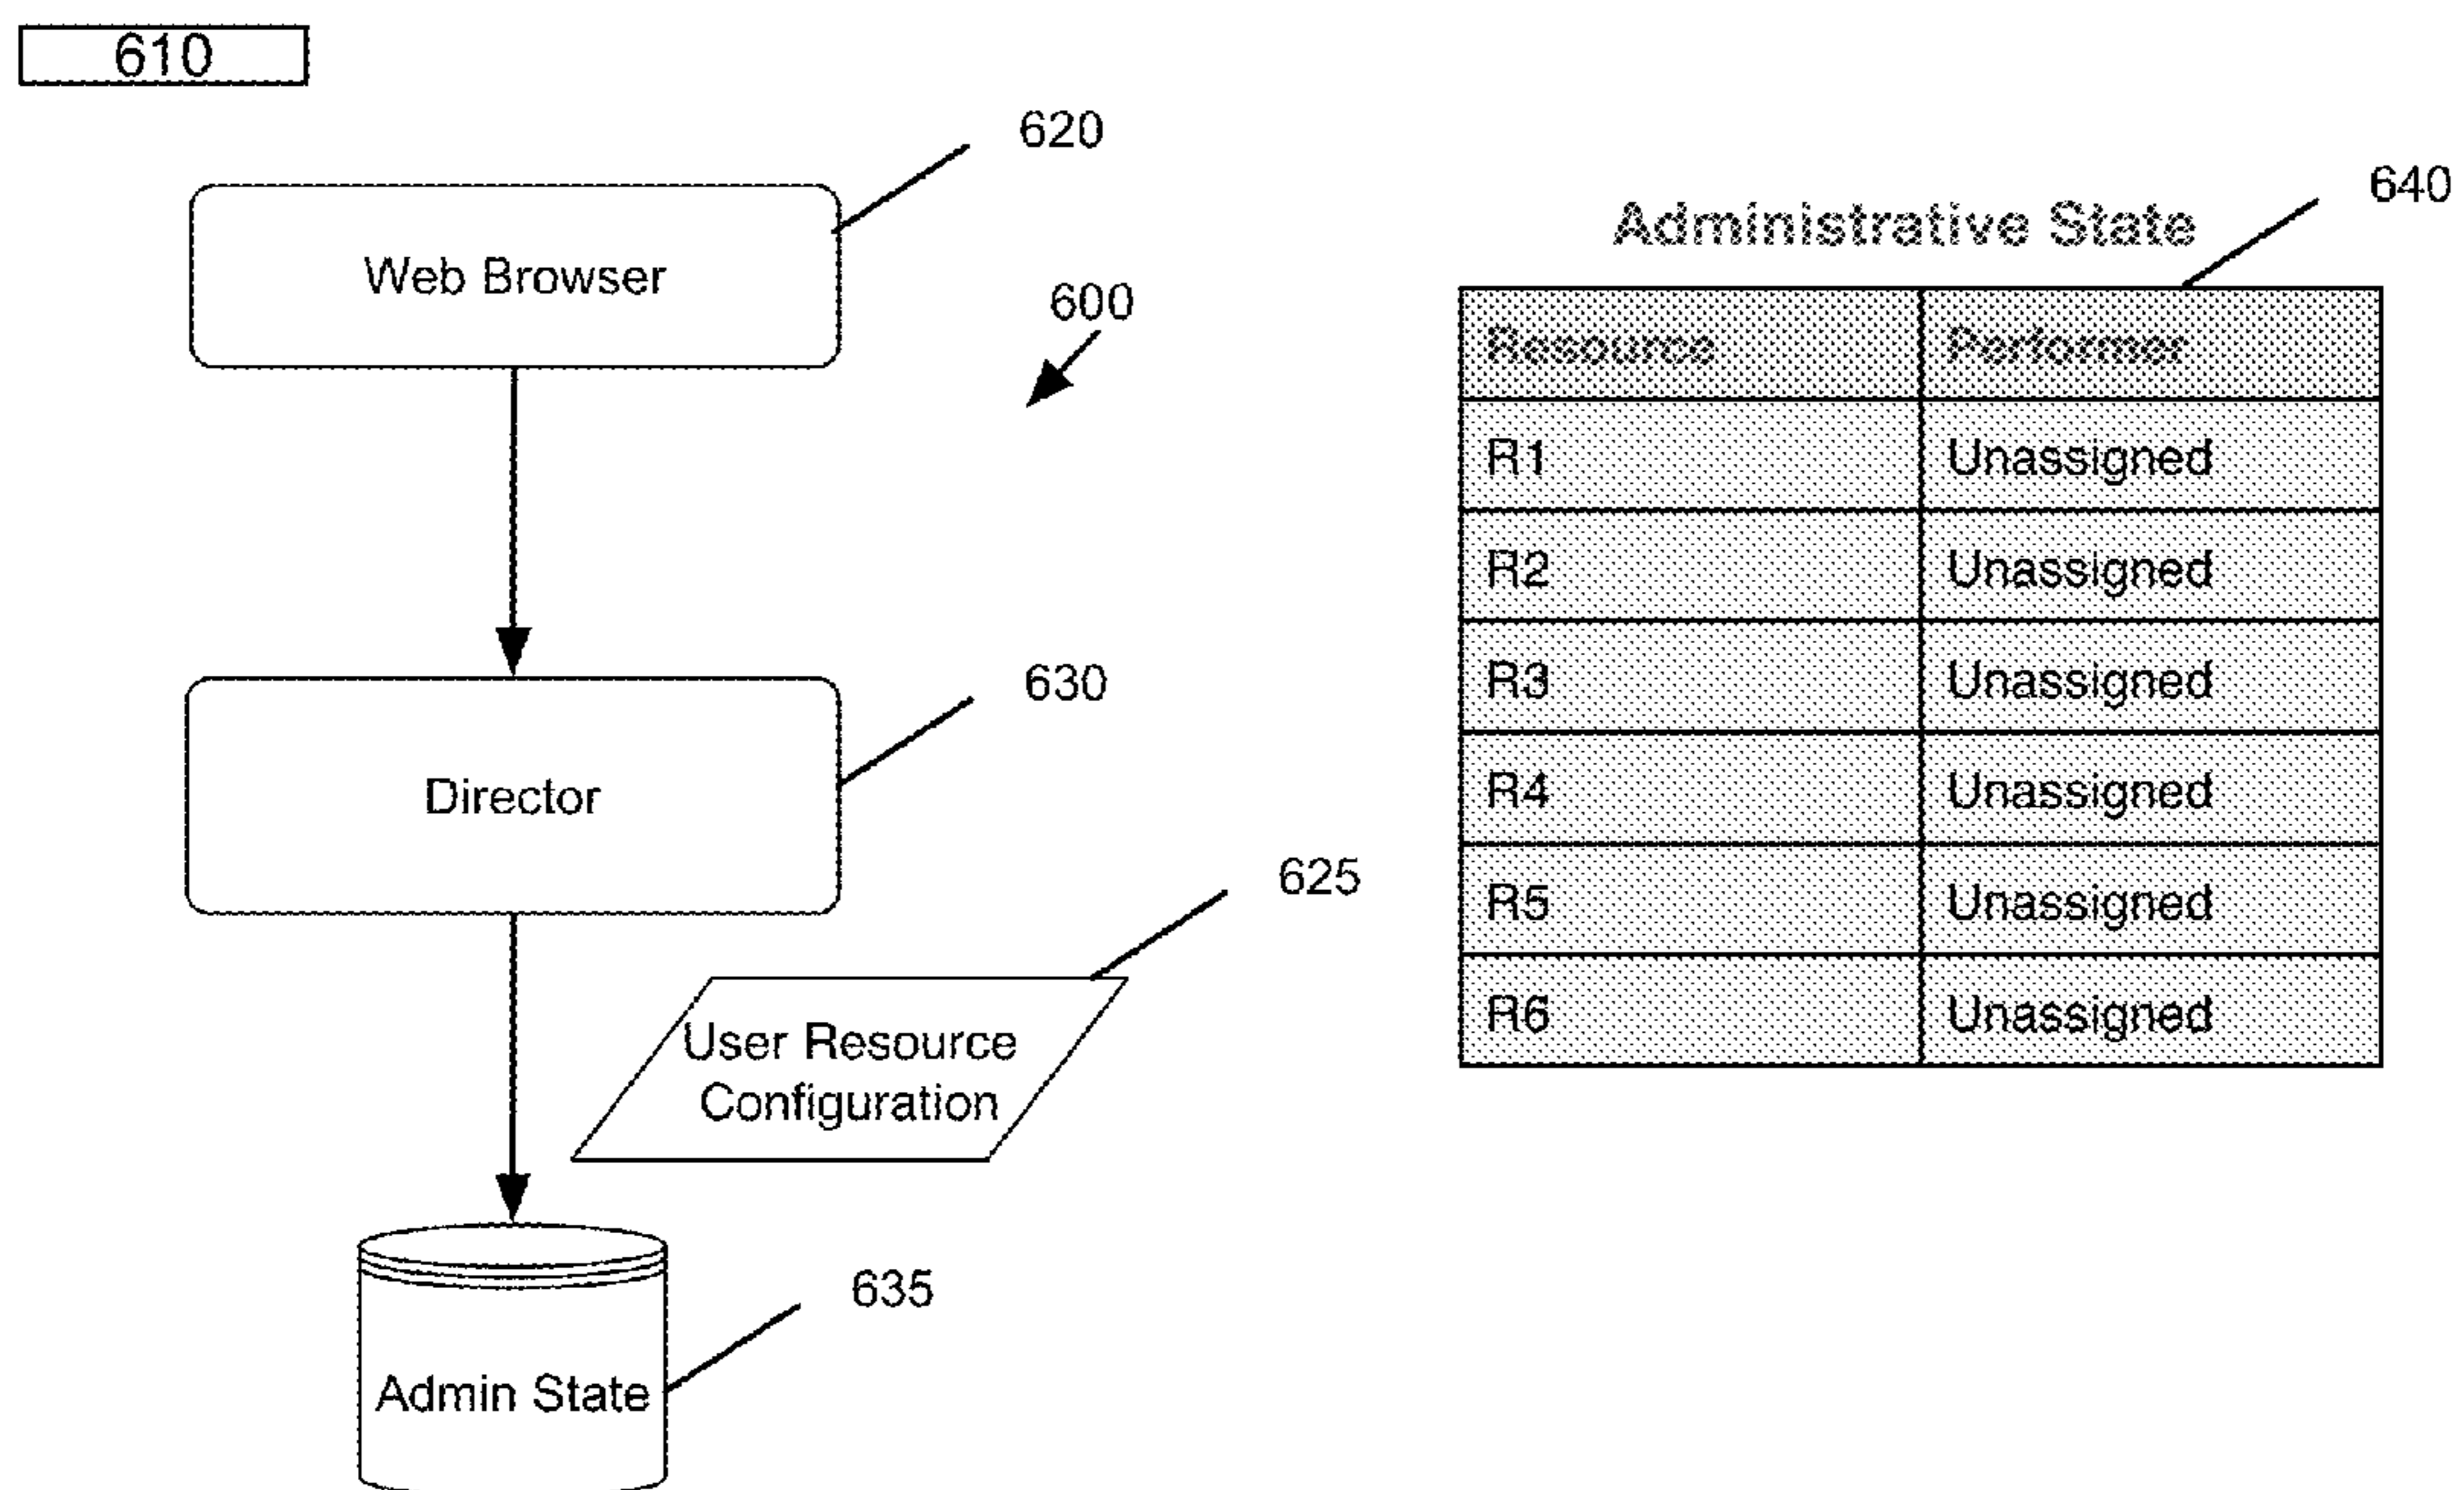 610
620
Web Browser
600
630
Director
625
User Resource
Configuration
635
Admin State
640
Administrative State
Resource Performer
R1 Unassigned
R2 Unassigned
R3 Unassigned
R4 Unassigned
R5 Unassigned
R6 Unassigned